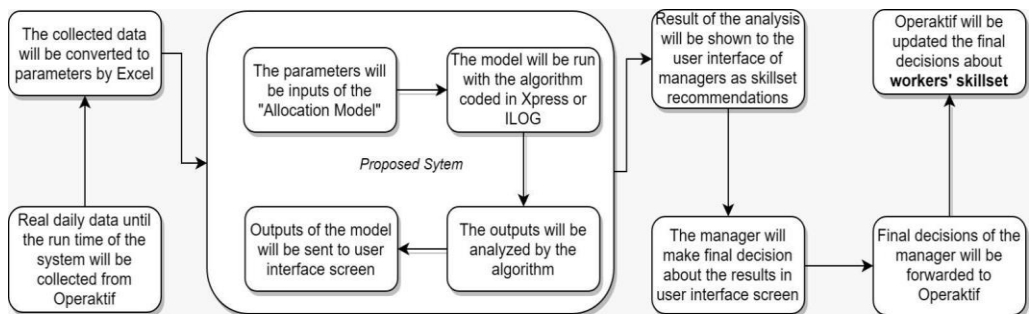 The collected data
will be converted to
parameters by Excel
Real daily data until
the run time of the
system will be
collected from
Operaktif
The parameters will
be inputs of the
"Allocation Model"
The model will be run
with the algorithm
coded in Xpress or
ILOG
Proposed Sytem
Outputs of the model
will be sent to user
interface screen
The outputs will be
analyzed by the
algorithm
Result of the analysis
will be shown to the
user interface of
managers as skillset
recommendations
The manager will
make final decision
about the results in
user interface screen
Operaktif will be
updated the final
decisions about
workers' skillset
Final decisions of the
manager will be
forwarded to
Operaktif